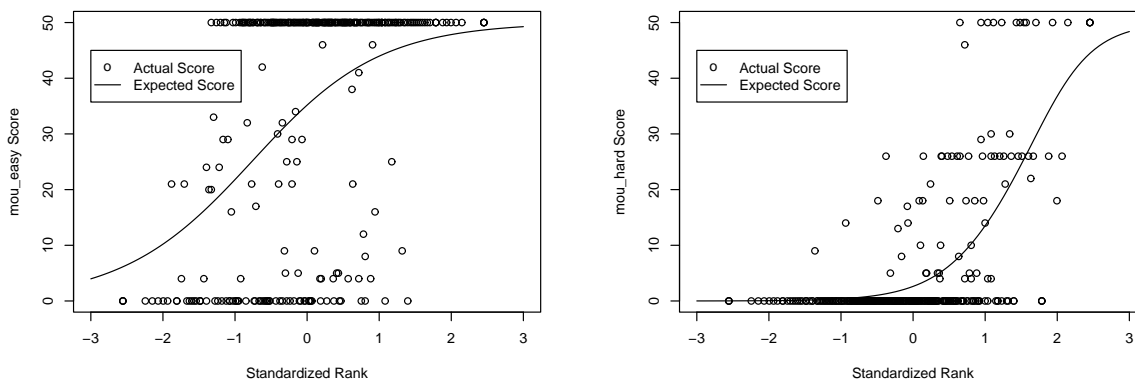 50
40
30
20
10
0
mou_easy Score
Actual Score
Expected Score
−3 −2 −1 0 1 2 3
Standardized Rank
50
40
30
20
10
0
mou_hard Score
Actual Score
Expected Score
−3 −2 −1 0 1 2 3
Standardized Rank